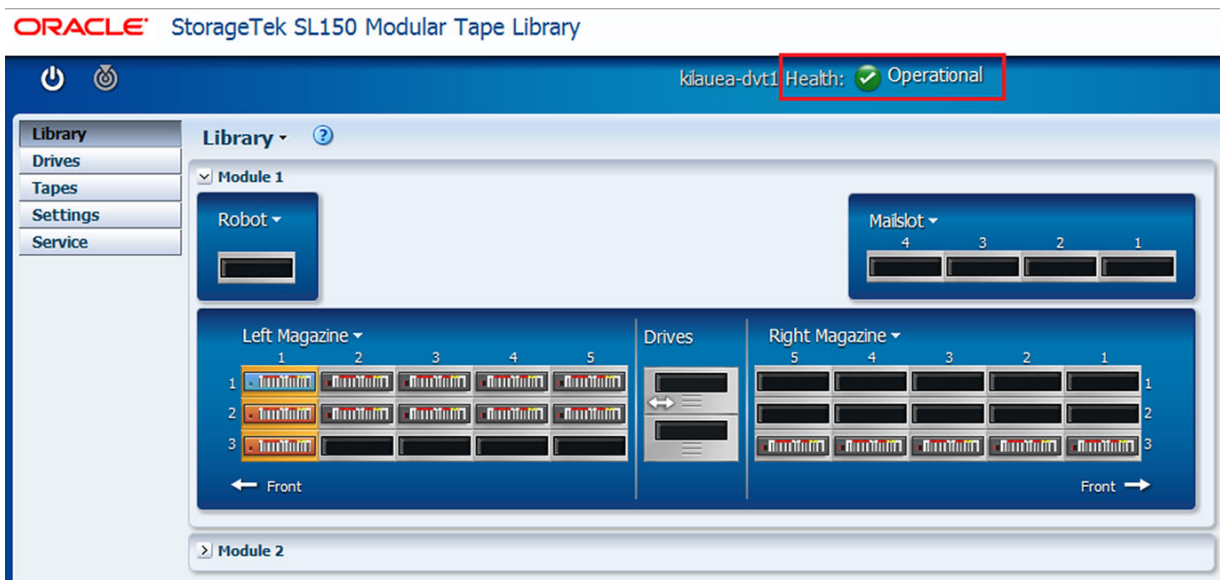 ORACLE® StorageTek SL150 Modular Tape Library
kilauea-dvt1 Health: Operational
Library
Drives
Tapes
Settings
Service
Library ?
Module 1
Robot
Mailslot
4 3 2 1
Left Magazine
1 2 3 4 5
1
2
3
Front
Drives
Right Magazine
5 4 3 2 1
1
2
3
Front
Module 2